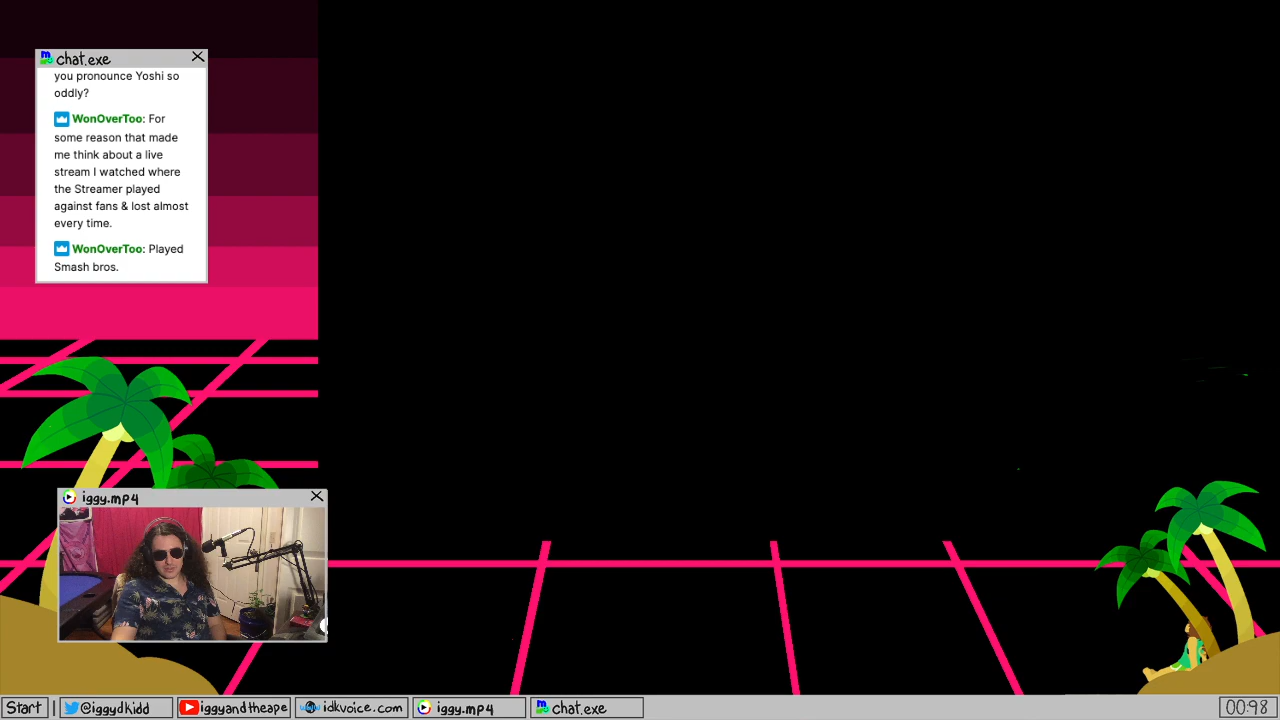 chat.exe
you pronounce Yoshi so
oddly?
WonOverToo: For
some reason that made
me think about a live
stream I watched where
the Streamer played
against fans & lost almost
every time.
WonOverToo: Played
Smash bros.
iggy.mp4
Start
@iggydkidd
iggyandtheape
idkvoice.com
iggy.mp4
chat.exe
00:98